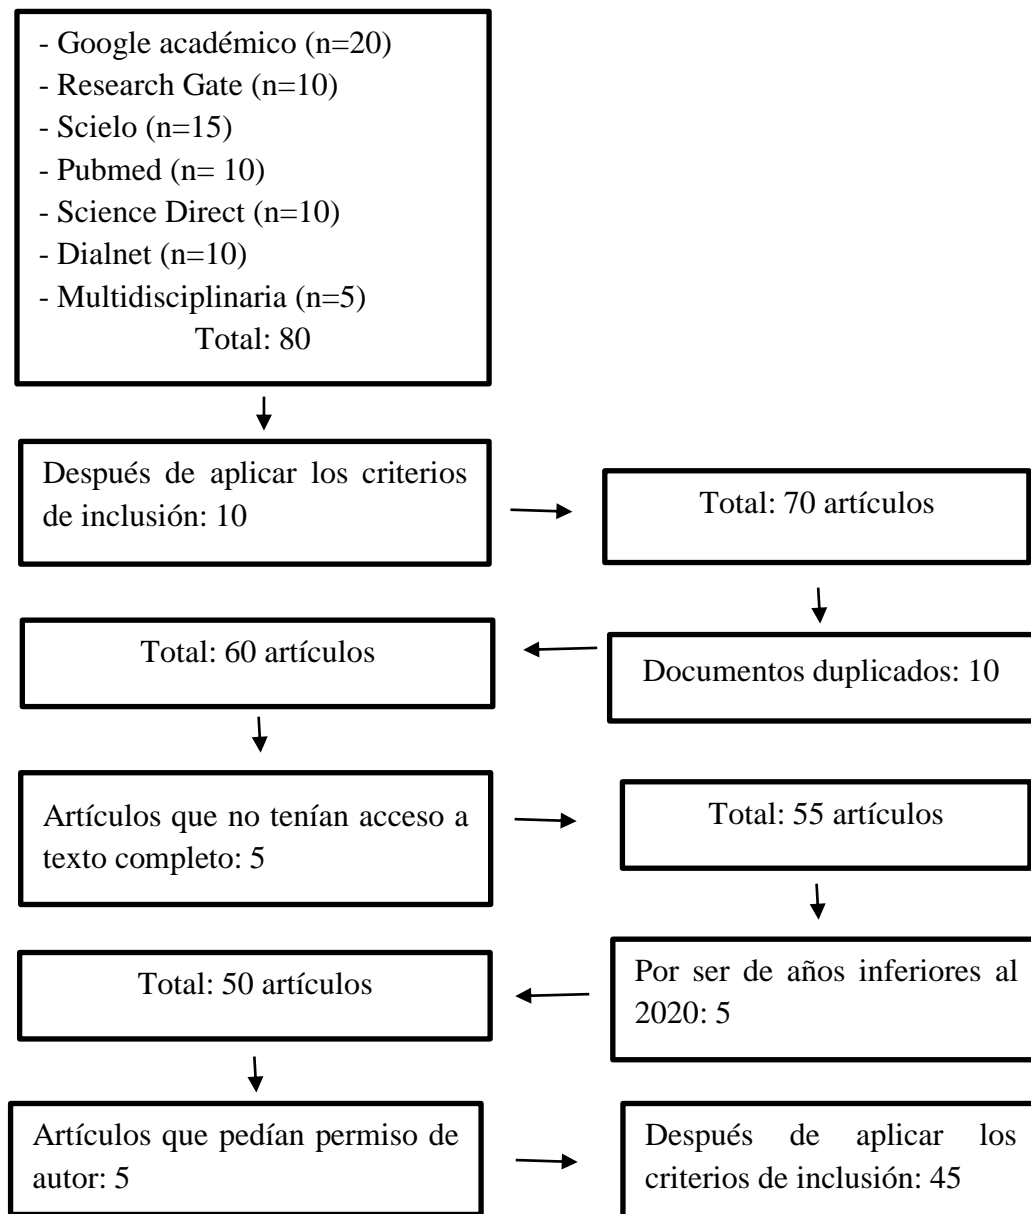 - Google académico (n=20)
- Research Gate (n=10)
- Scielo (n=15)
- Pubmed (n= 10)
- Science Direct (n=10)
- Dialnet (n=10)
- Multidisciplinaria (n=5)
Total: 80
Después de aplicar los criterios
de inclusión: 10
Total: 70 artículos
Documentos duplicados: 10
Total: 60 artículos
Artículos que no tenían acceso a
texto completo: 5
Total: 55 artículos
Por ser de años inferiores al
2020: 5
Total: 50 artículos
Artículos que pedían permiso de
autor: 5
Después de aplicar los
criterios de inclusión: 45